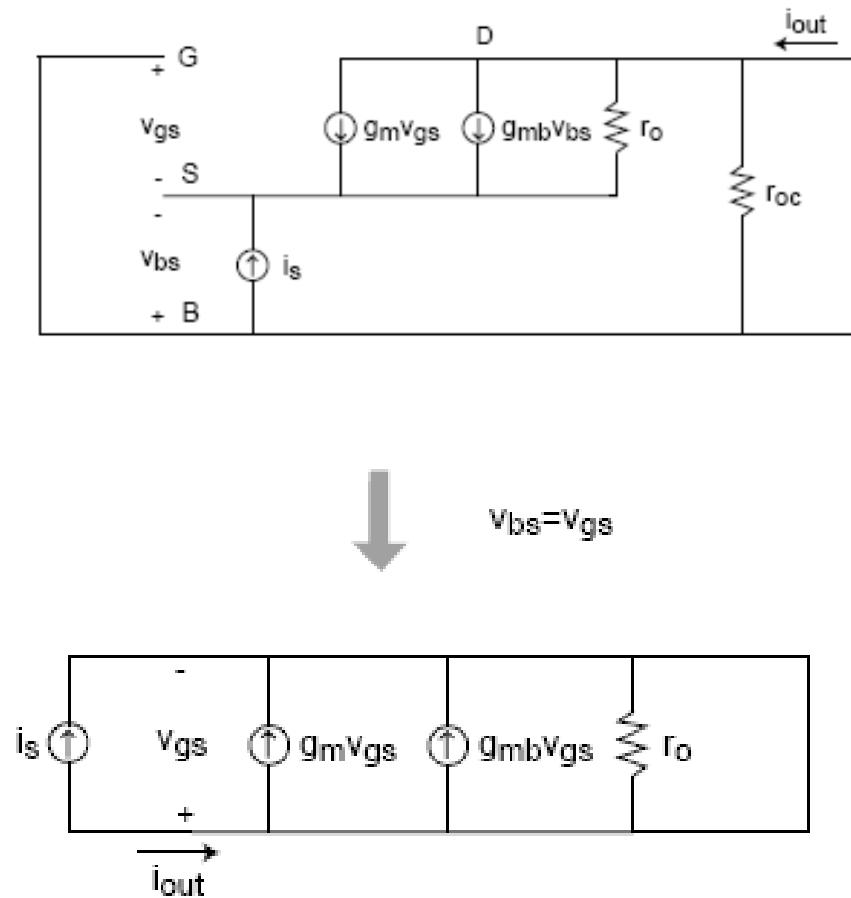 i_out
D
+ G
v_gs
g_mv_gs
g_mbv_bs
r_o
- S
-
r_oc
v_bs
i_s
+ B
v_bs=v_gs
-
i_s
v_gs
g_mv_gs
g_mbv_gs
r_o
+
i_out